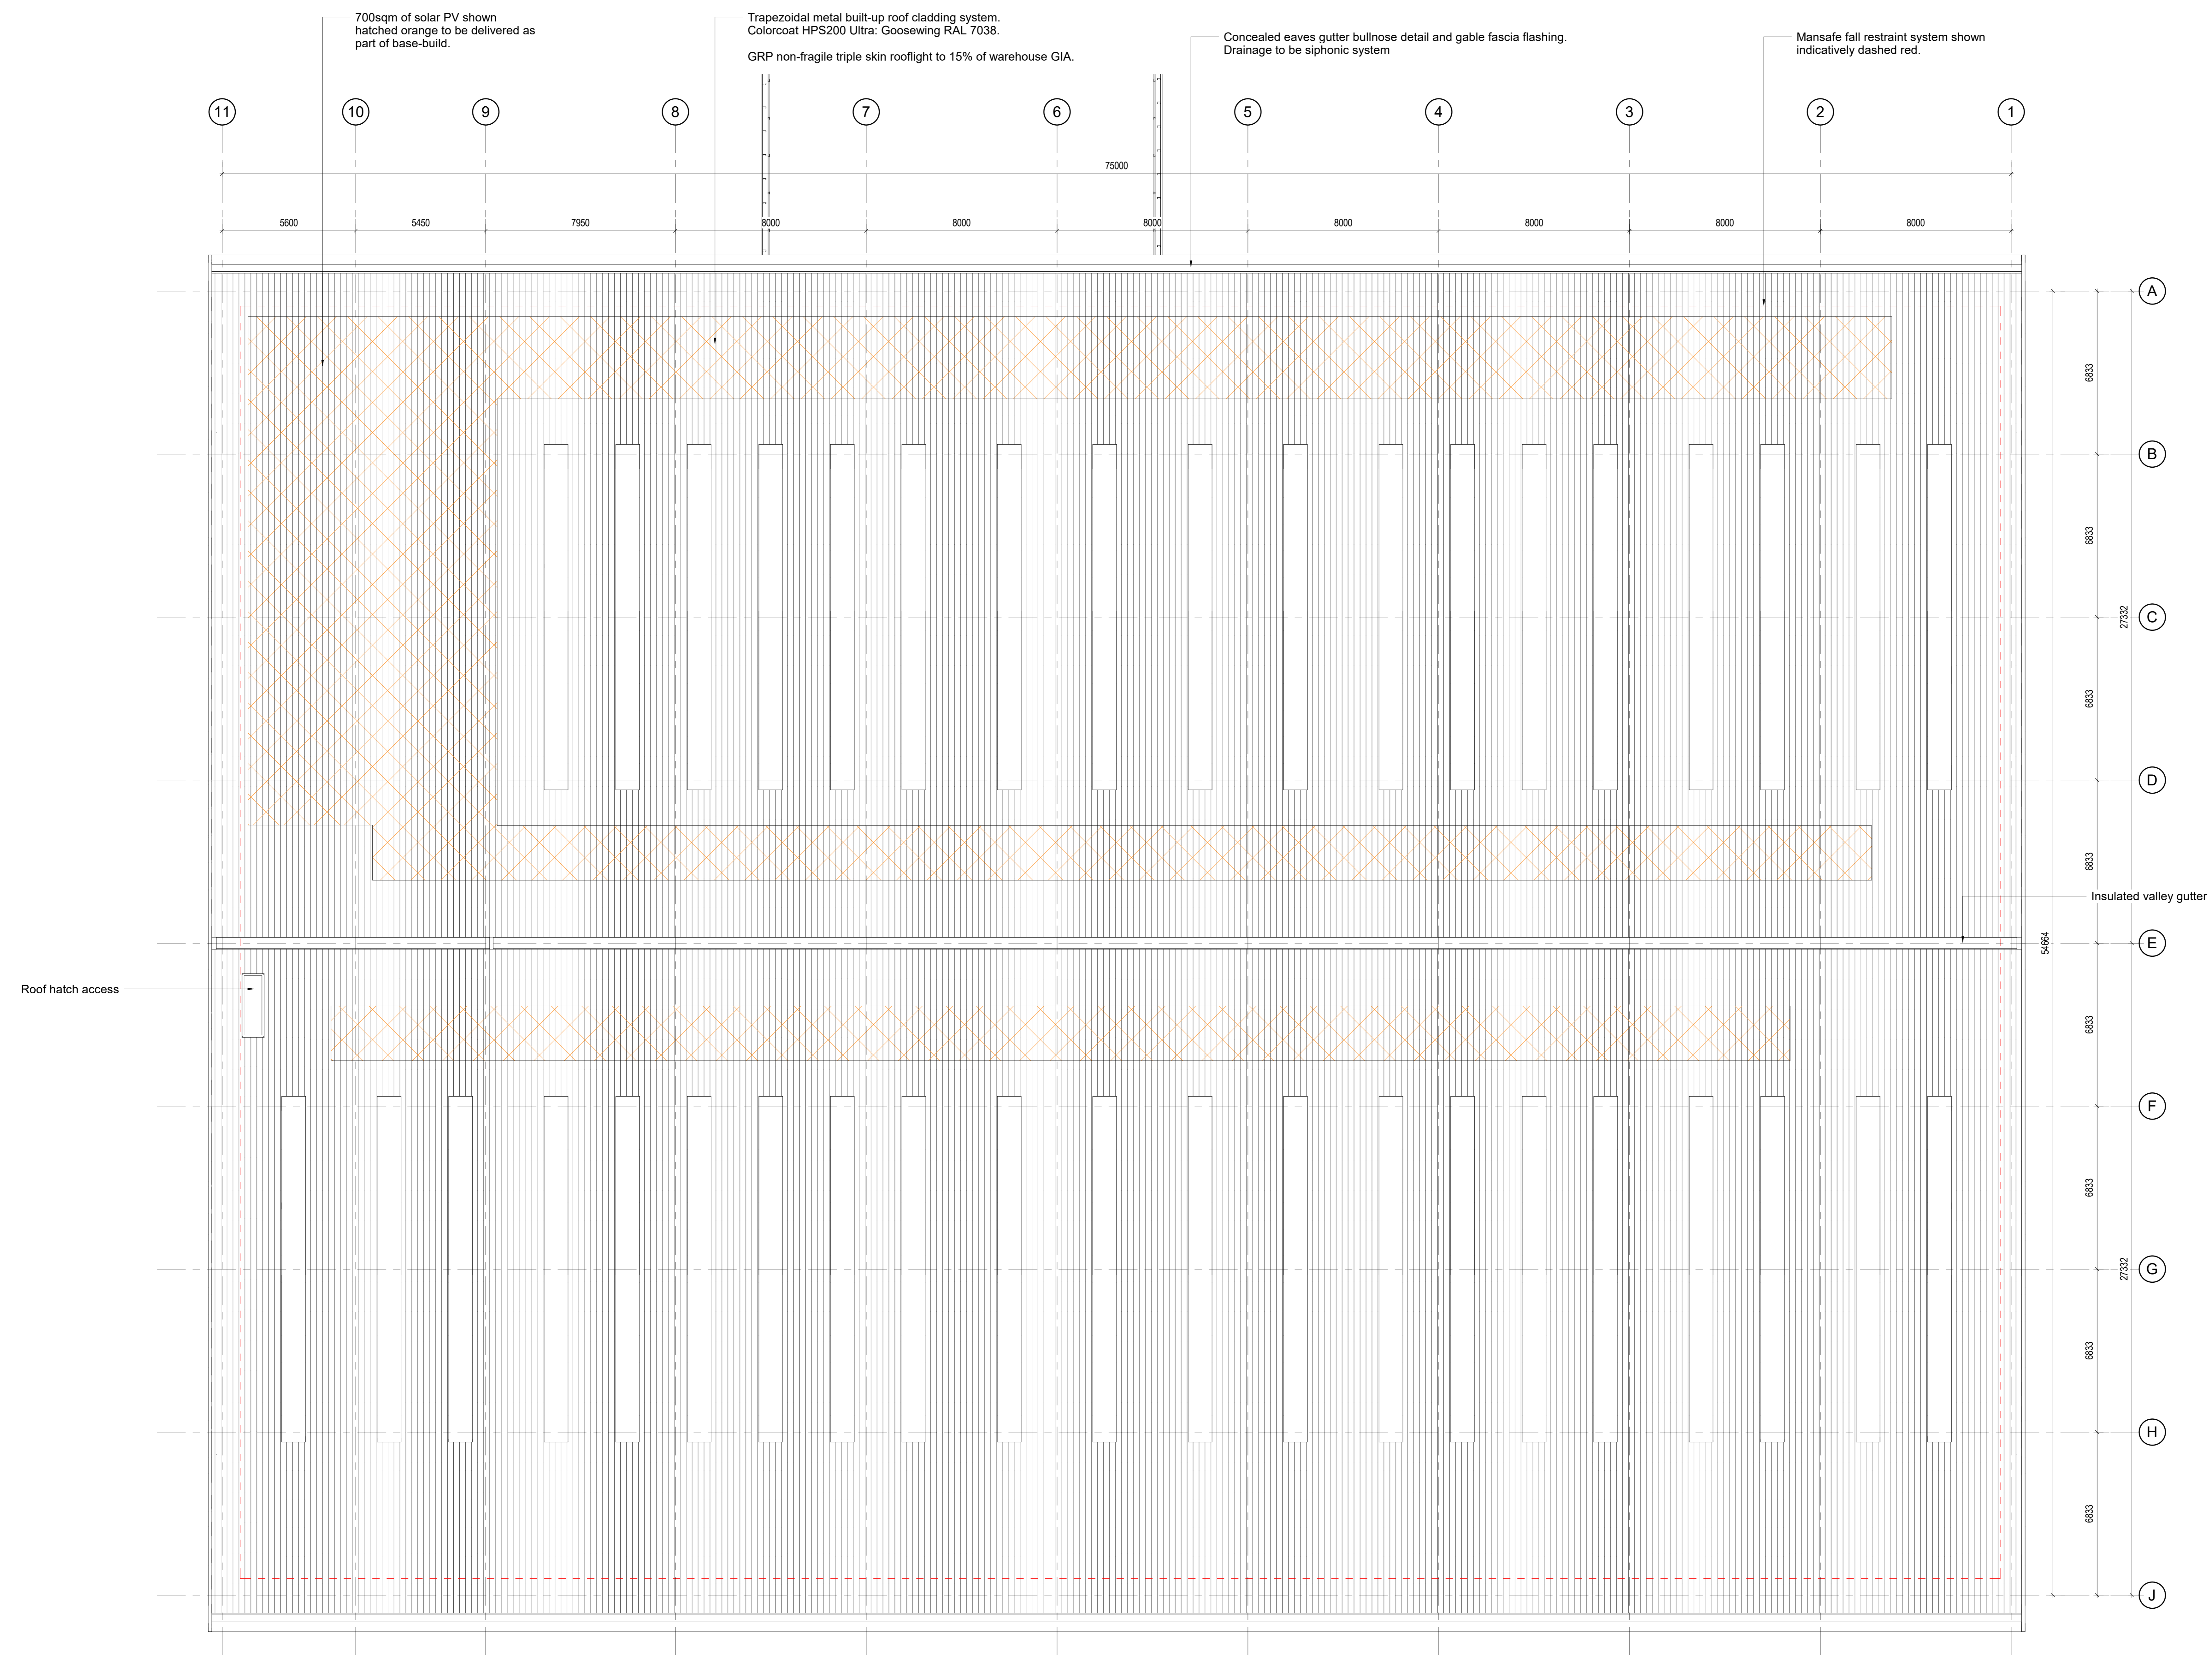 700sqm of solar PV shown
hatched orange to be delivered as
part of base-build.
Trapezoidal metal built-up roof cladding system.
Colorcoat HPS200 Ultra: Goosewing RAL 7038.
GRP non-fragile triple skin rooflight to 15% of warehouse GIA.
Concealed eaves gutter bullnose detail and gable fascia flashing.
Drainage to be siphonic system
Mansafe fall restraint system shown
indicatively dashed red.
11 10 9 8 7 6 5 4 3 2 1
75000
5600 5450 7950 8000 8000 8000 8000 8000 8000 8000
A
6833
B
6833
C
27332
6833
D
6833
Insulated valley gutter
E
54664
Roof hatch access
6833
F
6833
G
27332
6833
H
6833
J